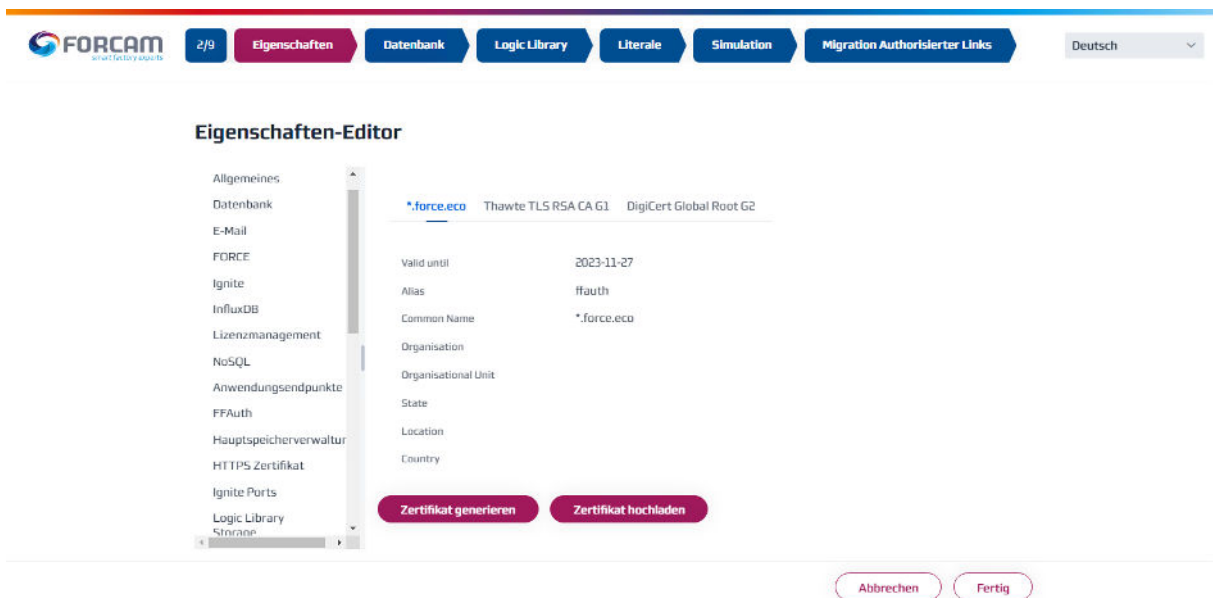 FORCAM
smart factory experts
2/9
Eigenschaften
Datenbank
Logic Library
Literale
Simulation
Migration Authorisierter Links
Deutsch
Eigenschaften-Editor
Allgemeines
Datenbank
E-Mail
FORCE
Ignite
InfluxDB
Lizenzmanagement
NoSQL
Anwendungsendpunkte
FFAuth
Hauptspeicherverwaltur
HTTPS Zertifikat
Ignite Ports
Logic Library
Storage
*.force.eco
Thawte TLS RSA CA G1
DigiCert Global Root G2
Valid until 2023-11-27
Alias ffauth
Common Name *.force.eco
Organisation
Organisational Unit
State
Location
Country
Zertifikat generieren
Zertifikat hochladen
Abbrechen
Fertig